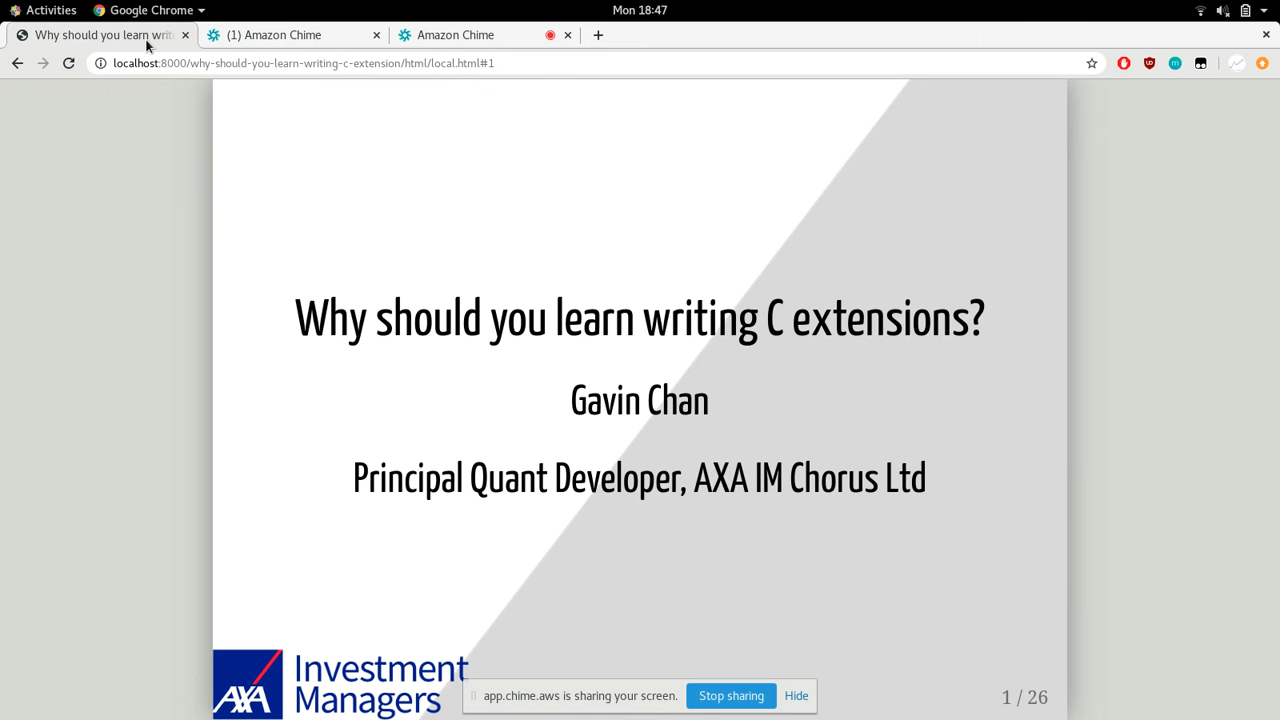 Activities
Google Chrome
Mon 18:47
Why should you learn writi
(1) Amazon Chime
Amazon Chime
localhost:8000/why-should-you-learn-writing-c-extension/html/local.html#1
Why should you learn writing C extensions?
Gavin Chan
Principal Quant Developer, AXA IM Chorus Ltd
AXA
Investment
Managers
app.chime.aws is sharing your screen.
Stop sharing
Hide
1 / 26